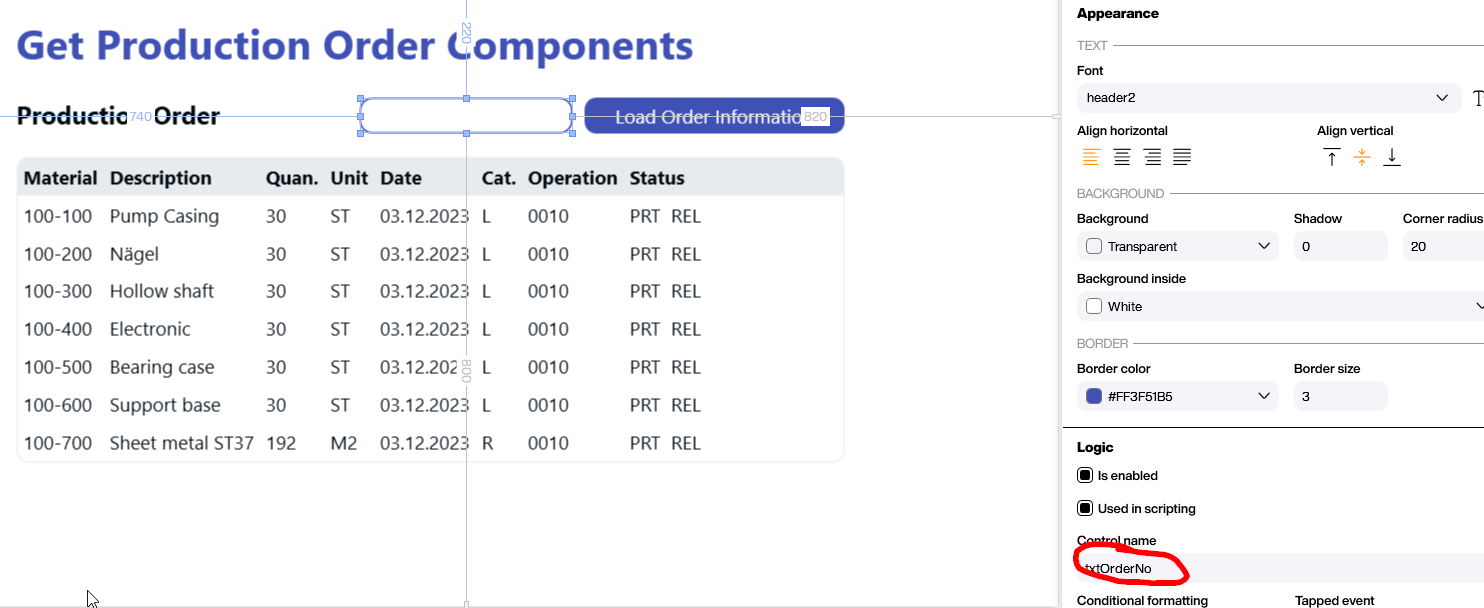 Get Production Order Components
220
Production Order
740
Load Order Informatio
820
Material Description Quan. Unit Date Cat. Operation Status
100-100 Pump Casing 30 ST 03.12.2023 L 0010 PRT REL
100-200 Nägel 30 ST 03.12.2023 L 0010 PRT REL
100-300 Hollow shaft 30 ST 03.12.2023 L 0010 PRT REL
100-400 Electronic 30 ST 03.12.2023 L 0010 PRT REL
100-500 Bearing case 30 ST 03.12.202 L 0010 PRT REL
800
100-600 Support base 30 ST 03.12.2023 L 0010 PRT REL
100-700 Sheet metal ST37 192 M2 03.12.2023 R 0010 PRT REL
Appearance
TEXT
Font
header2
Align horizontal Align vertical
BACKGROUND
Background Shadow Corner radius
Transparent 0 20
Background inside
White
BORDER
Border color Border size
#FF3F51B5 3
Logic
Is enabled
Used in scripting
Control name
txtOrderNo
Conditional formatting Tapped event